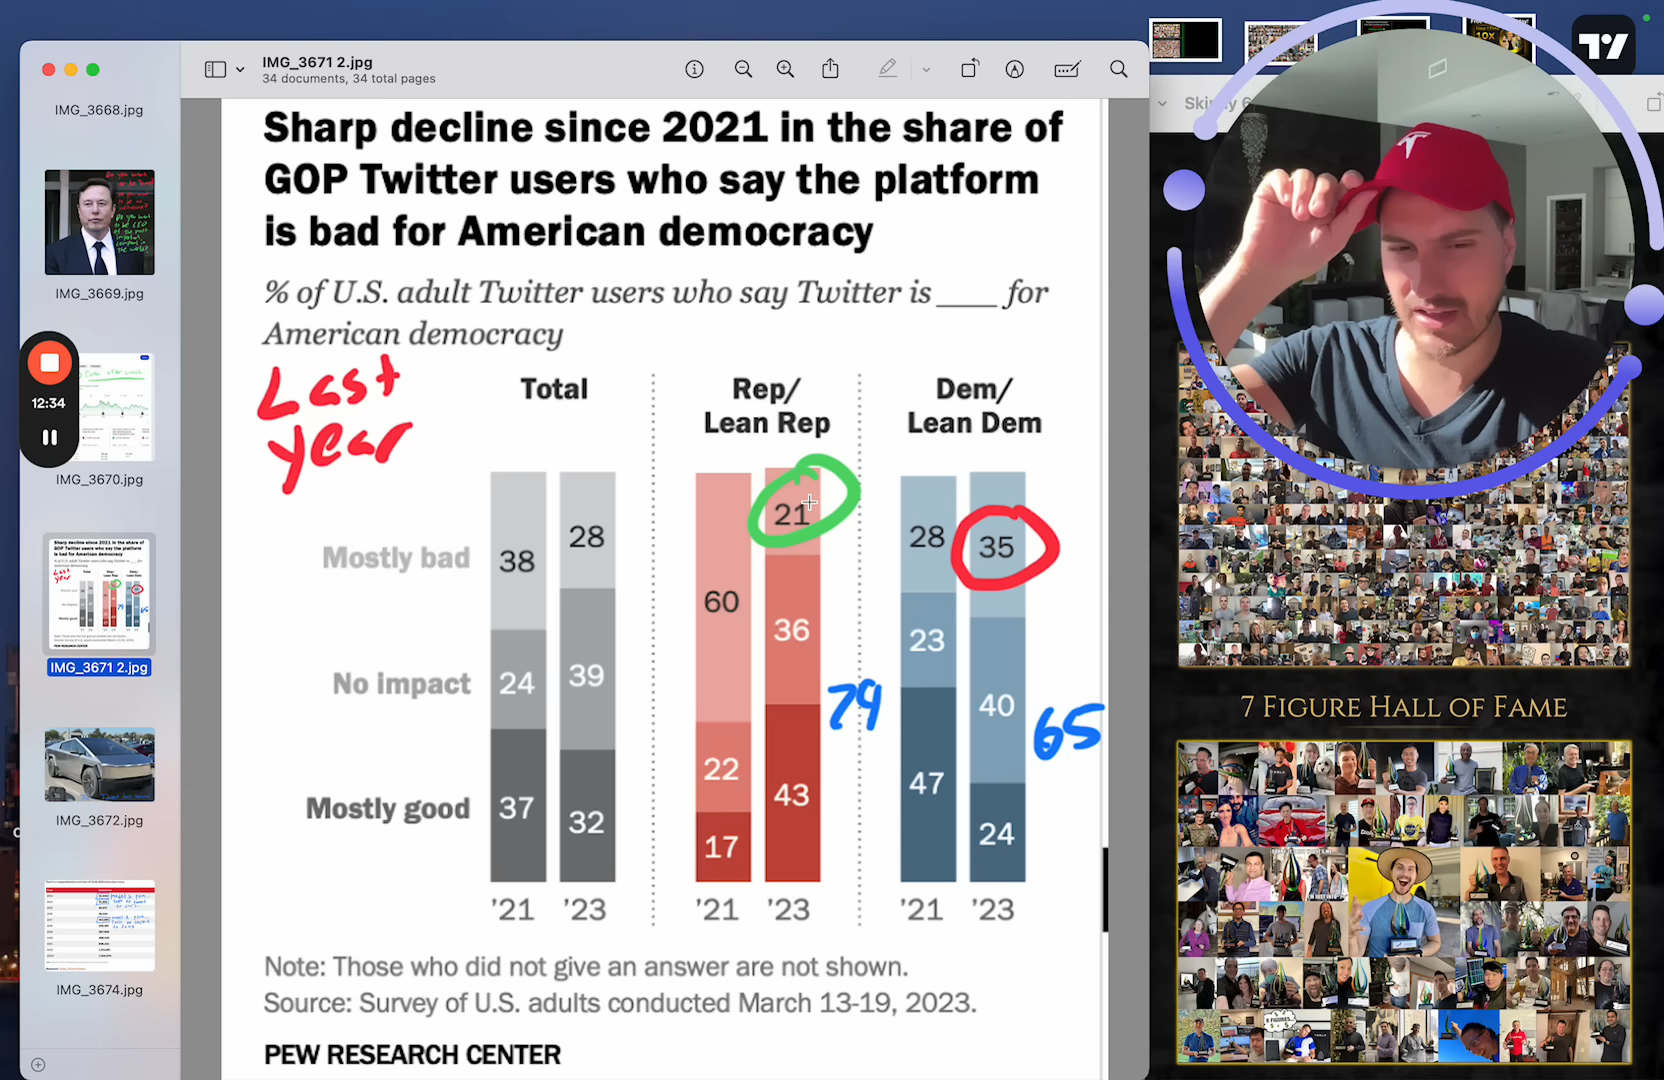 IMG_3671 2.jpg
34 documents, 34 total pages
IMG_3668.jpg
IMG_3669.jpg
12:34
IMG_3670.jpg
IMG_3671 2.jpg
IMG_3672.jpg
IMG_3674.jpg
Sharp decline since 2021 in the share of
GOP Twitter users who say the platform
is bad for American democracy
% of U.S. adult Twitter users who say Twitter is ____ for
American democracy
Last
year
Total
Rep/
Lean Rep
Dem/
Lean Dem
Mostly bad
38
28
60
21
28
35
No impact
24
39
22
36
23
40
Mostly good
37
32
17
43
47
24
79
65
'21
'23
'21
'23
'21
'23
Note: Those who did not give an answer are not shown.
Source: Survey of U.S. adults conducted March 13-19, 2023.
PEW RESEARCH CENTER
7 Figure Hall of Fame